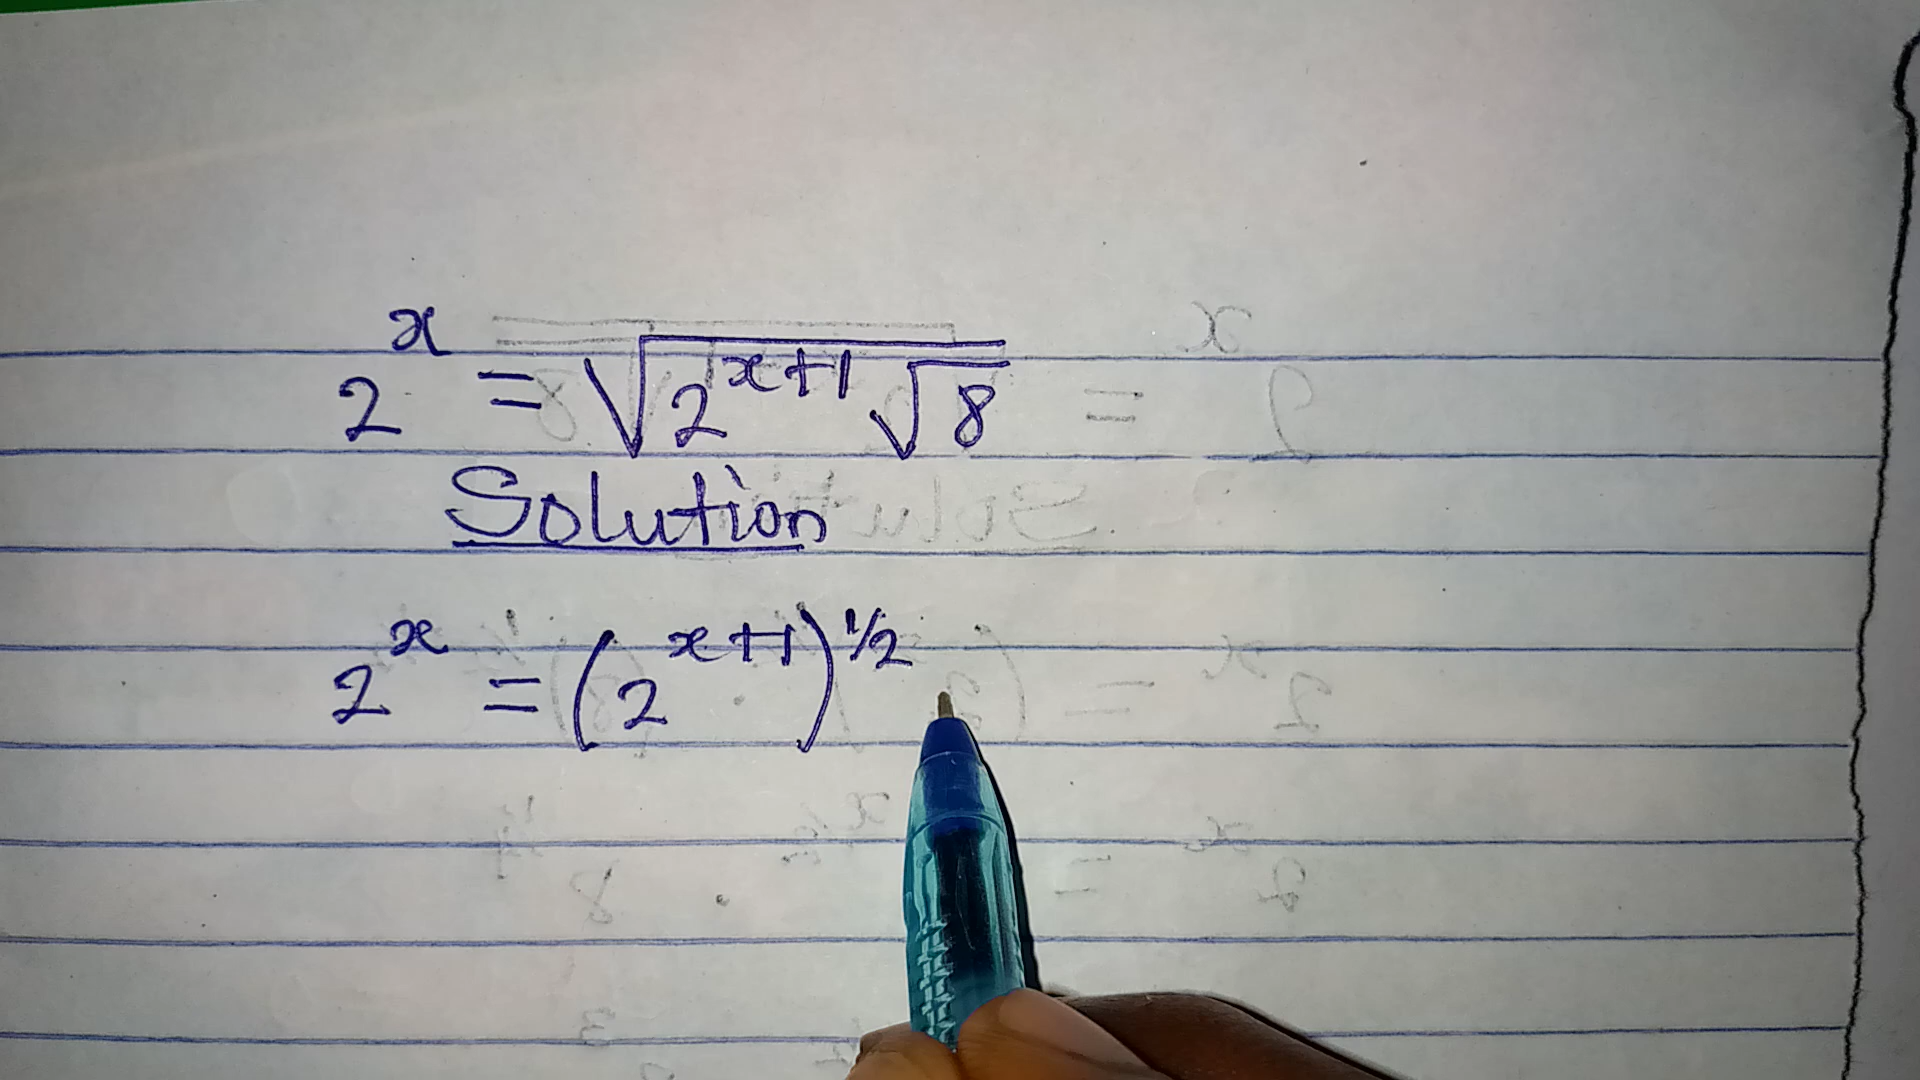 2^x = √(2^(x+1) √8)
Solution
2^x = (2^(x+1))^(1/2)